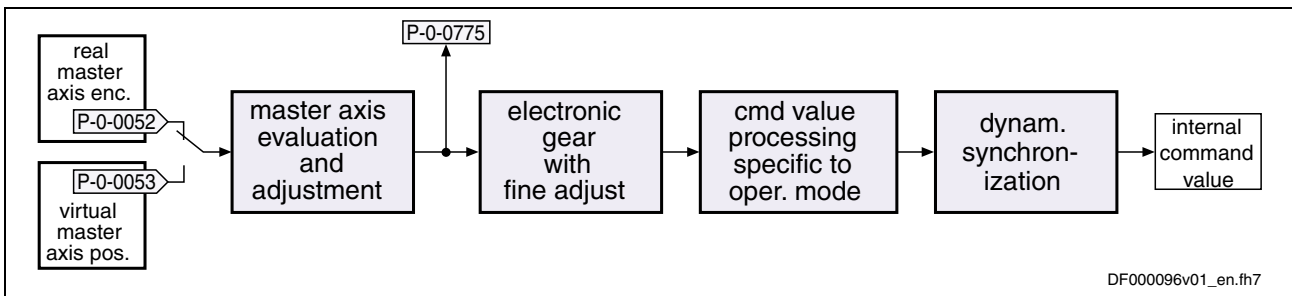 real
master
axis enc.
P-0-0052
P-0-0053
virtual
master
axis pos.
master axis
evaluation
and
adjustment
P-0-0775
electronic
gear
with
fine adjust
cmd value
processing
specific to
oper. mode
dynam.
synchron-
ization
internal
command
value
DF000096v01_en.fh7